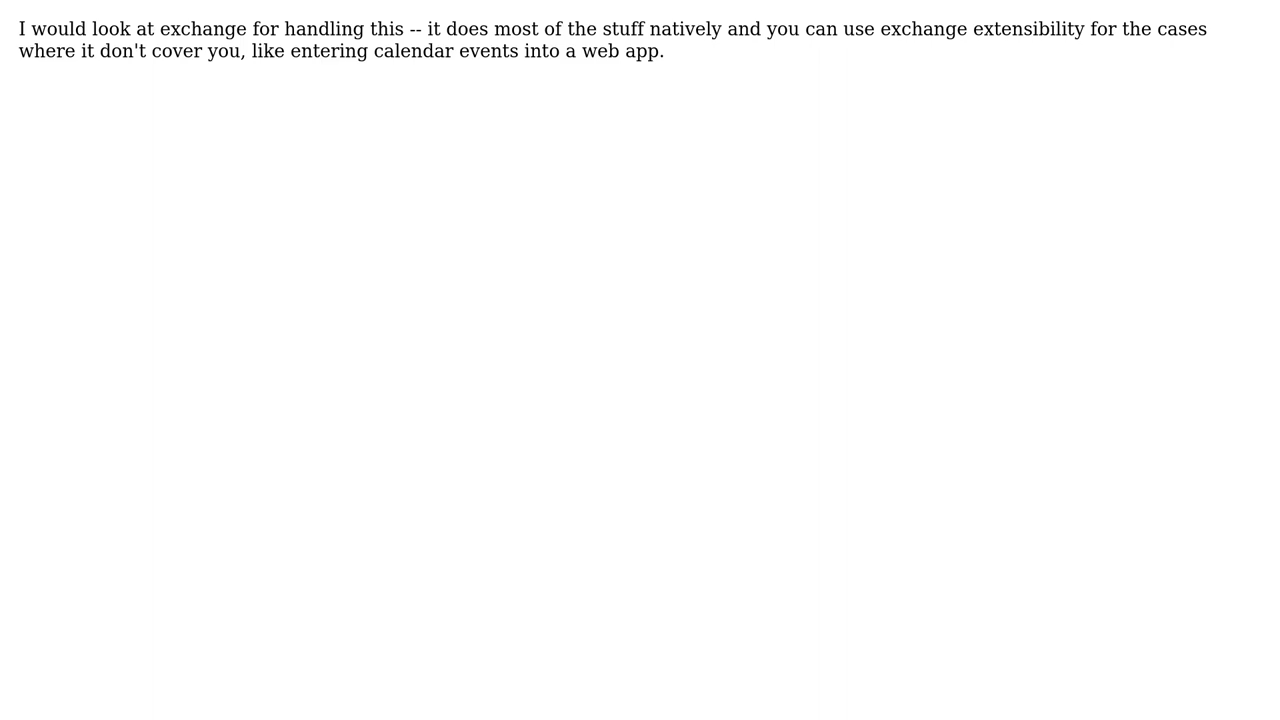 I would look at exchange for handling this -- it does most of the stuff natively and you can use exchange extensibility for the cases
where it don't cover you, like entering calendar events into a web app.